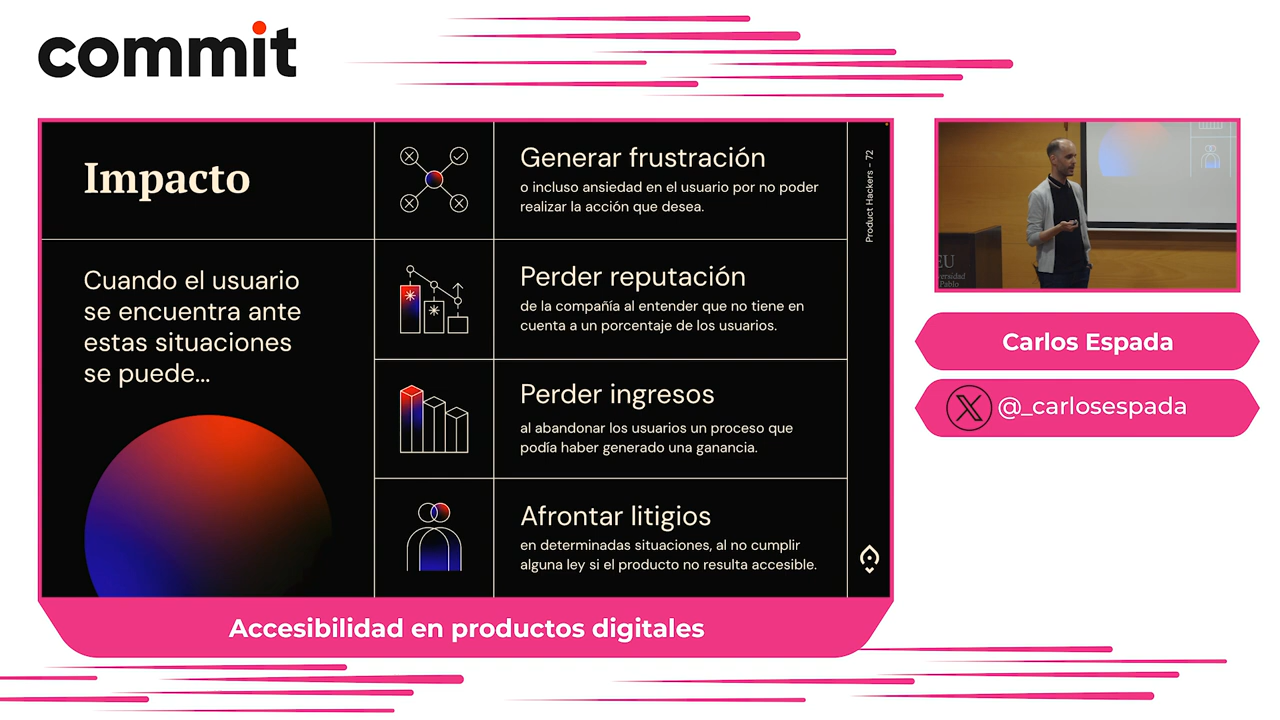 commit
Impacto
Cuando el usuario
se encuentra ante
estas situaciones
se puede...
Generar frustración
o incluso ansiedad en el usuario por no poder
realizar la acción que desea.
Perder reputación
de la compañía al entender que no tiene en
cuenta a un porcentaje de los usuarios.
Perder ingresos
al abandonar los usuarios un proceso que
podía haber generado una ganancia.
Afrontar litigios
en determinadas situaciones, al no cumplir
alguna ley si el producto no resulta accesible.
Product Hackers - 72
EU
Pablo
Carlos Espada
@_carlosespada
Accesibilidad en productos digitales